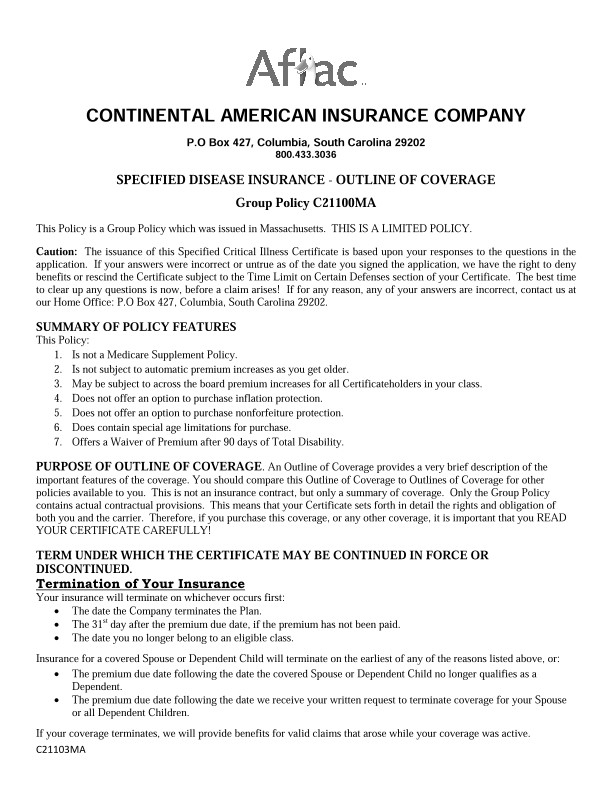 Aflac
CONTINENTAL AMERICAN INSURANCE COMPANY
P.O Box 427, Columbia, South Carolina 29202
800.433.3036
SPECIFIED DISEASE INSURANCE - OUTLINE OF COVERAGE
Group Policy C21100MA
This Policy is a Group Policy which was issued in Massachusetts.  THIS IS A LIMITED POLICY.
Caution:  The issuance of this Specified Critical Illness Certificate is based upon your responses to the questions in the
application.  If your answers were incorrect or untrue as of the date you signed the application, we have the right to deny
benefits or rescind the Certificate subject to the Time Limit on Certain Defenses section of your Certificate.  The best time
to clear up any questions is now, before a claim arises!  If for any reason, any of your answers are incorrect, contact us at
our Home Office: P.O Box 427, Columbia, South Carolina 29202.
SUMMARY OF POLICY FEATURES
This Policy:
1. Is not a Medicare Supplement Policy.
2. Is not subject to automatic premium increases as you get older.
3. May be subject to across the board premium increases for all Certificateholders in your class.
4. Does not offer an option to purchase inflation protection.
5. Does not offer an option to purchase nonforfeiture protection.
6. Does contain special age limitations for purchase.
7. Offers a Waiver of Premium after 90 days of Total Disability.
PURPOSE OF OUTLINE OF COVERAGE. An Outline of Coverage provides a very brief description of the
important features of the coverage. You should compare this Outline of Coverage to Outlines of Coverage for other
policies available to you.  This is not an insurance contract, but only a summary of coverage.  Only the Group Policy
contains actual contractual provisions.  This means that your Certificate sets forth in detail the rights and obligation of
both you and the carrier.  Therefore, if you purchase this coverage, or any other coverage, it is important that you READ
YOUR CERTIFICATE CAREFULLY!
TERM UNDER WHICH THE CERTIFICATE MAY BE CONTINUED IN FORCE OR
DISCONTINUED.
Termination of Your Insurance
Your insurance will terminate on whichever occurs first:
• The date the Company terminates the Plan.
• The 31st day after the premium due date, if the premium has not been paid.
• The date you no longer belong to an eligible class.
Insurance for a covered Spouse or Dependent Child will terminate on the earliest of any of the reasons listed above, or:
• The premium due date following the date the covered Spouse or Dependent Child no longer qualifies as a
Dependent.
• The premium due date following the date we receive your written request to terminate coverage for your Spouse
or all Dependent Children.
If your coverage terminates, we will provide benefits for valid claims that arose while your coverage was active.
C21103MA